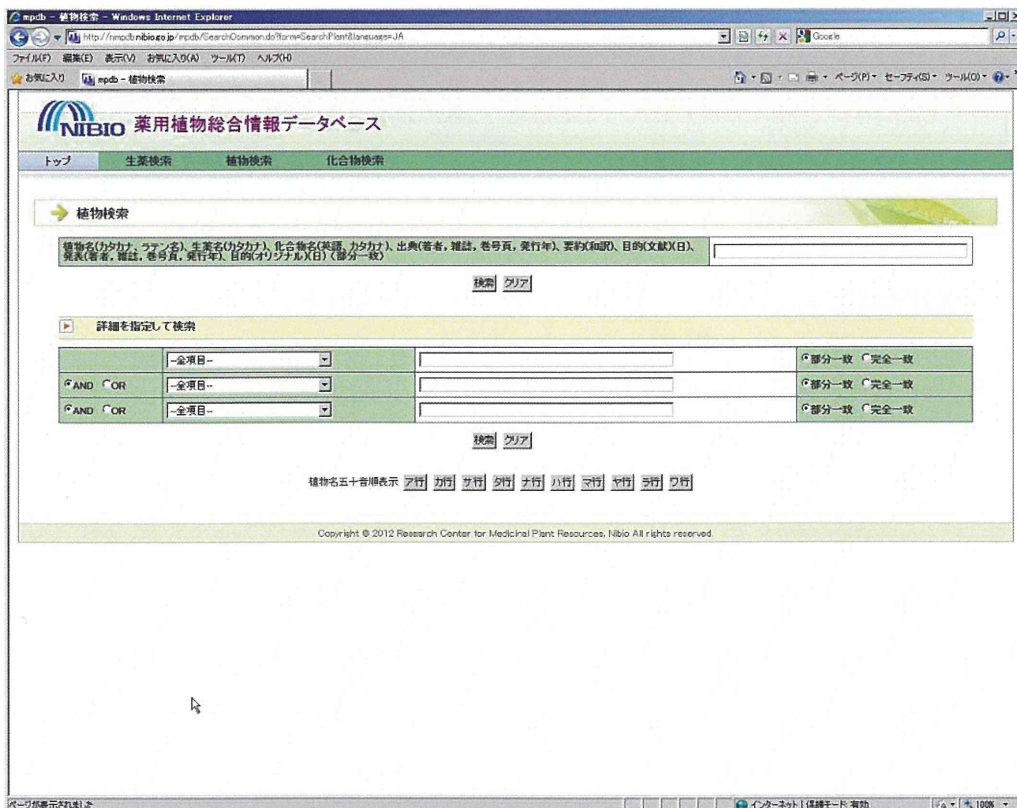 mpdb - 植物検索 - Windows Internet Explorer
http://mpdb.nibio.go.jp/mpdb/SearchCommon.do?form=SearchPlant&language=JA
Google
ファイル(F) 編集(E) 表示(V) お気に入り(A) ツール(T) ヘルプ(H)
お気に入り mpdb - 植物検索 ページ(P) セーフティ(S) ツール(O)
NIBIO 薬用植物総合情報データベース
トップ 生薬検索 植物検索 化合物検索
植物検索
植物名(カタカナ、ラテン名)、生薬名(カタカナ)、化合物名(英語、カタカナ)、出典(著者, 雑誌, 巻号頁, 発行年)、要約(和訳)、目的(文献)(日)、
発表(著者, 雑誌, 巻号頁, 発行年)、目的(オリジナル)(日) (部分一致)
検索 クリア
詳細を指定して検索
--全項目-- 部分一致 完全一致
AND OR --全項目-- 部分一致 完全一致
AND OR --全項目-- 部分一致 完全一致
検索 クリア
植物名五十音順表示 ア行 カ行 サ行 タ行 ナ行 ハ行 マ行 ヤ行 ラ行 ワ行
Copyright © 2012 Research Center for Medicinal Plant Resources, Nibio All rights reserved.
ページが表示されました インターネット | 保護モード: 有効 100%